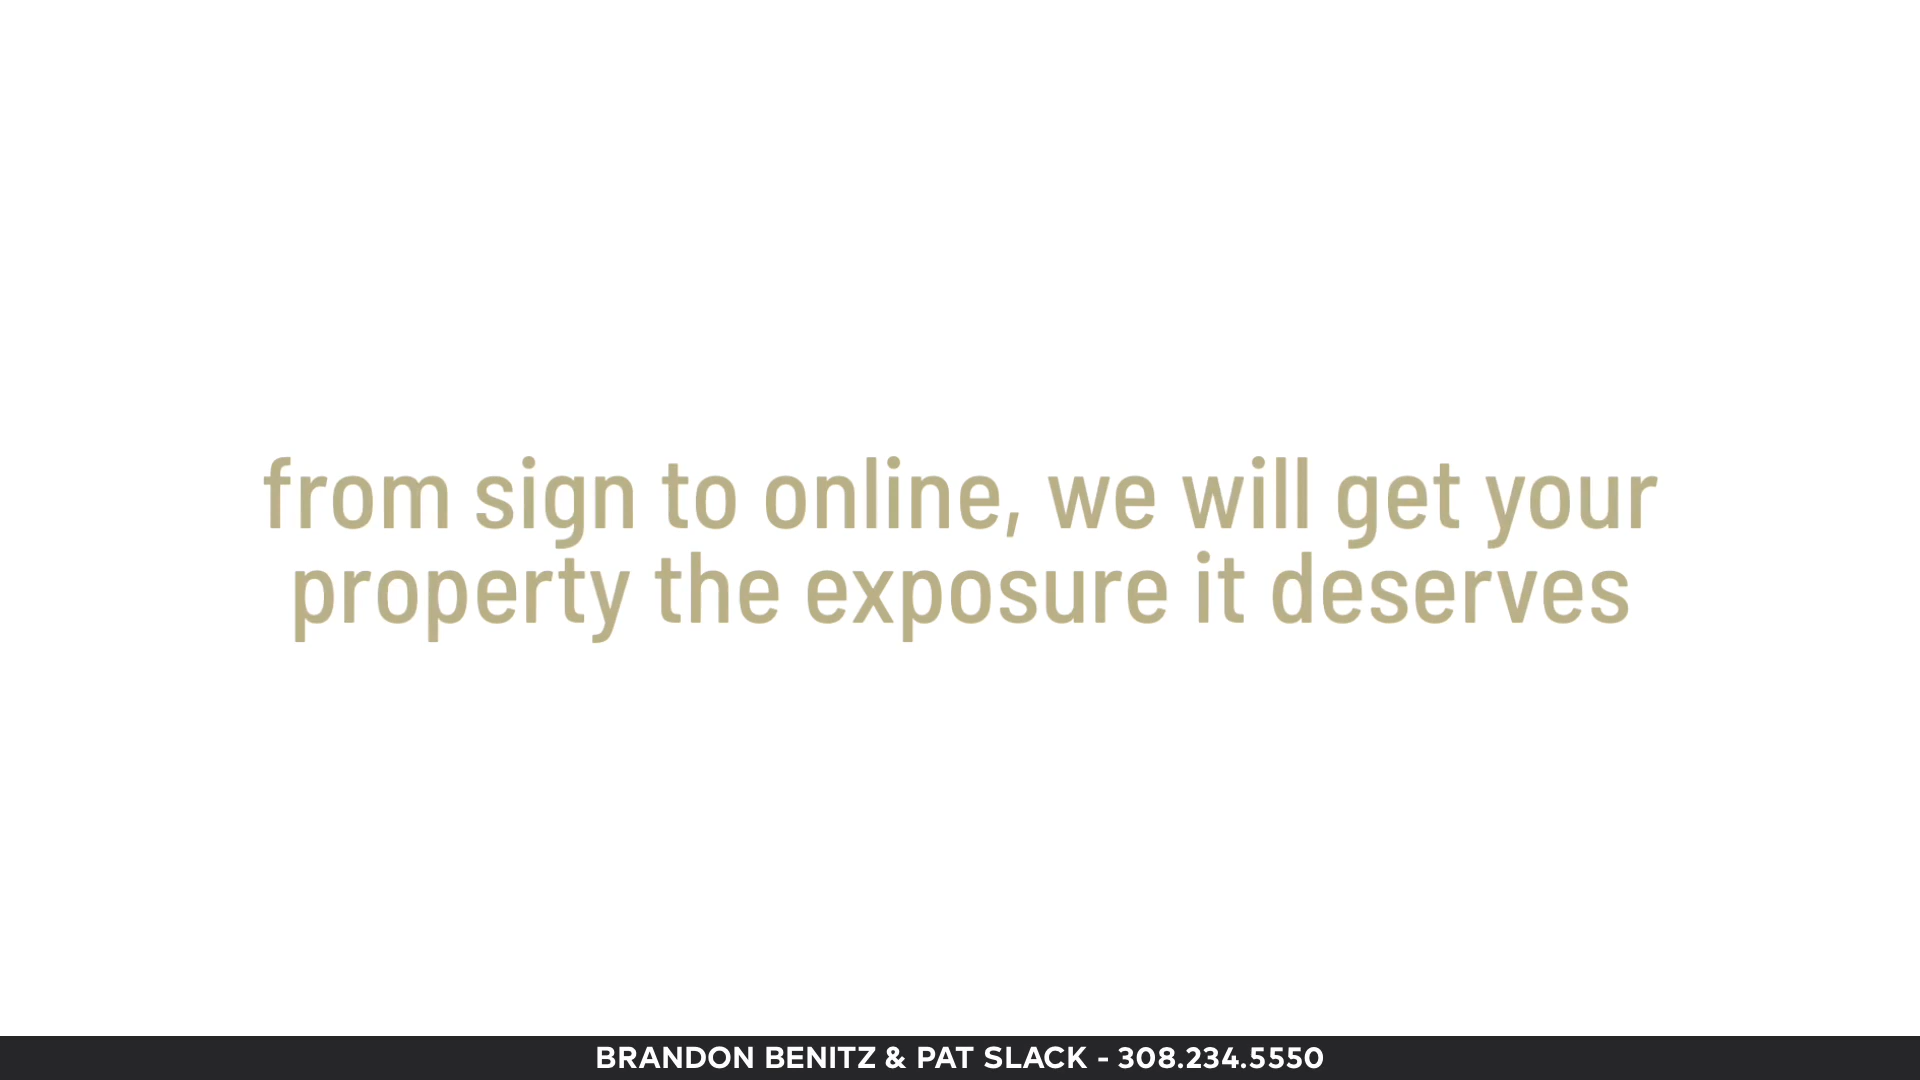 from sign to online, we will get your
property the exposure it deserves
BRANDON BENITZ & PAT SLACK - 308.234.5550